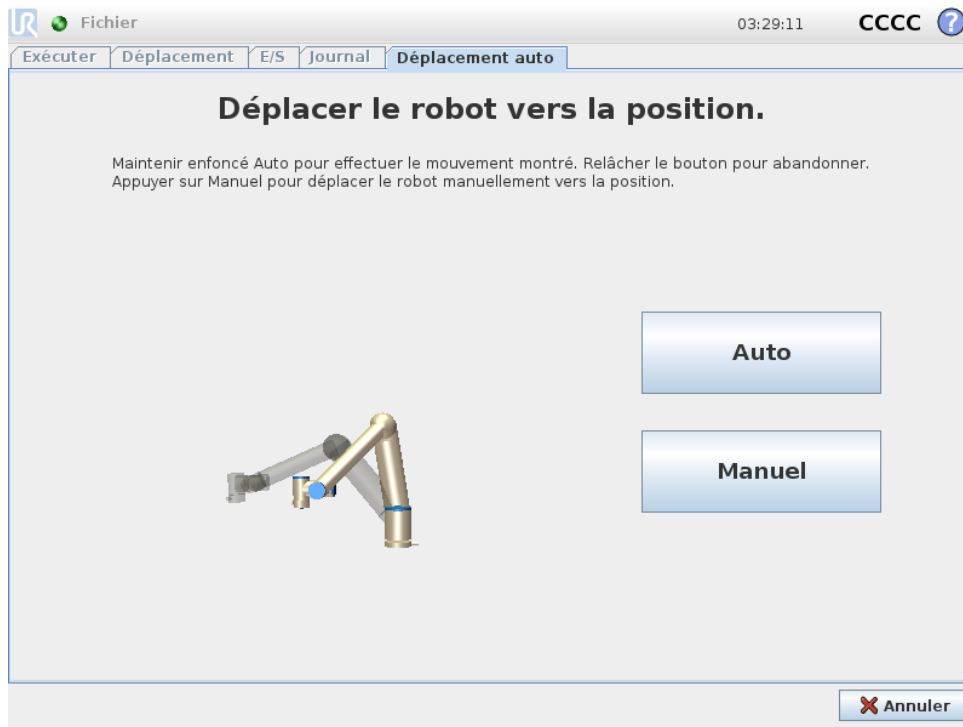 UR Fichier 03:29:11 CCCC ?
Exécuter Déplacement E/S Journal Déplacement auto
Déplacer le robot vers la position.
Maintenir enfoncé Auto pour effectuer le mouvement montré. Relâcher le bouton pour abandonner.
Appuyer sur Manuel pour déplacer le robot manuellement vers la position.
Auto
Manuel
Annuler